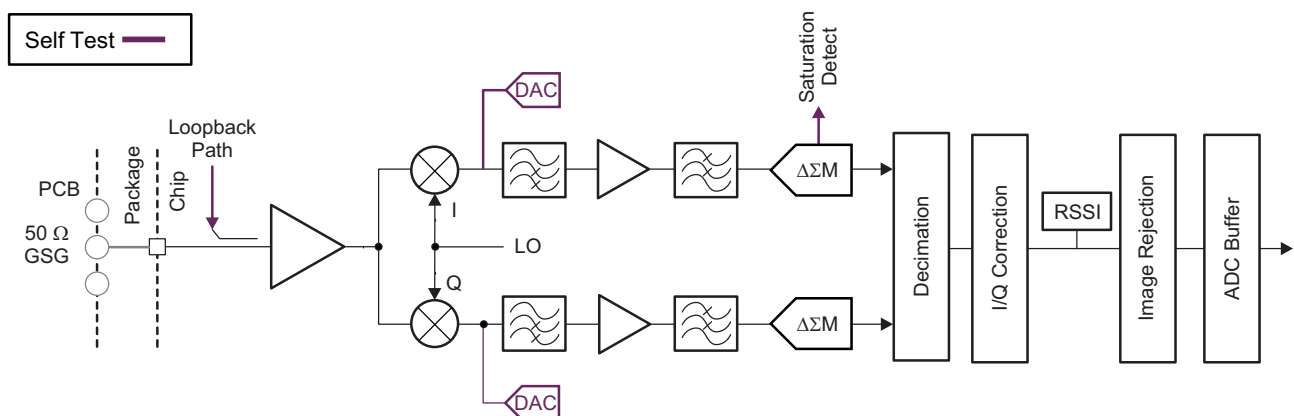 Self Test
DAC
Saturation
Detect
Loopback
Path
PCB
Package
Chip
50 Ω
GSG
I
LO
Q
ΔΣM
ΔΣM
DAC
Decimation
I/Q Correction
RSSI
Image Rejection
ADC Buffer